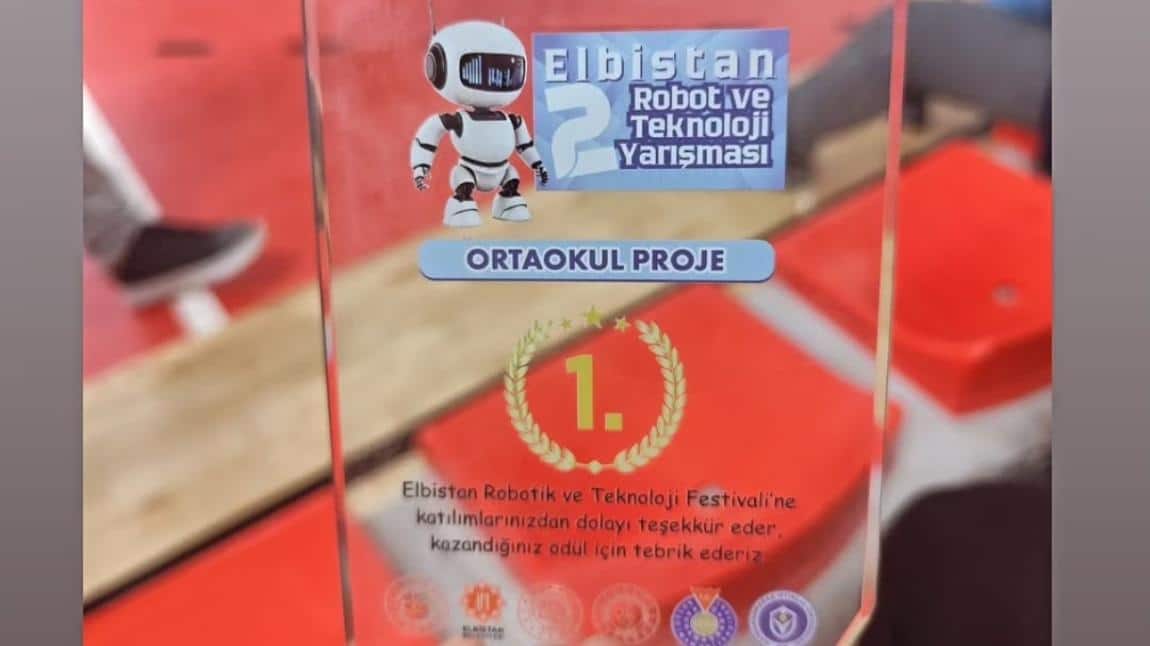 Elbistan
2
Robot ve
Teknoloji
Yarışması
ORTAOKUL PROJE
1.
Elbistan Robotik ve Teknoloji Festivali'ne
katılımlarınızdan dolayı teşekkür eder,
kazandığınız ödül için tebrik ederiz.
ELBİSTAN